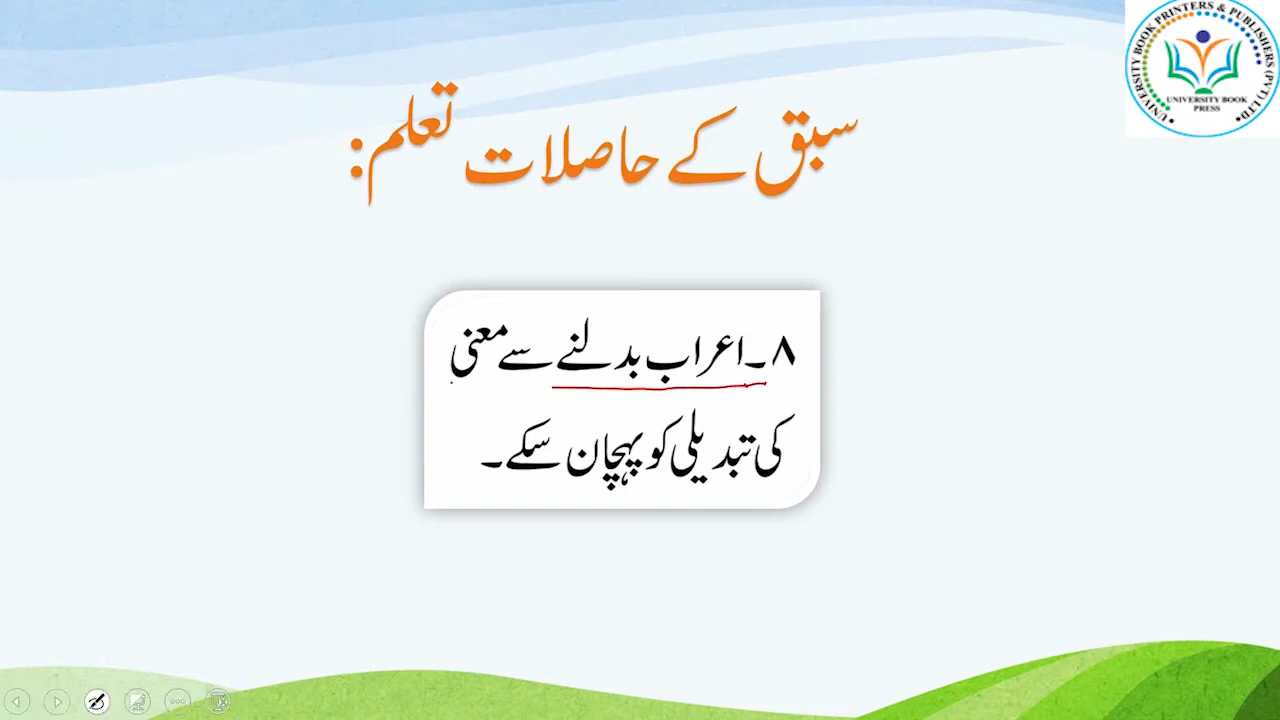 سبق کے حاصلات تعلم:
۸۔اعراب بدلنے سے معنی
کی تبدیلی کو پہچان سکے۔
UNIVERSITY BOOK PRINTERS & PUBLISHERS (PVT) LTD.
UNIVERSITY BOOK
PRESS